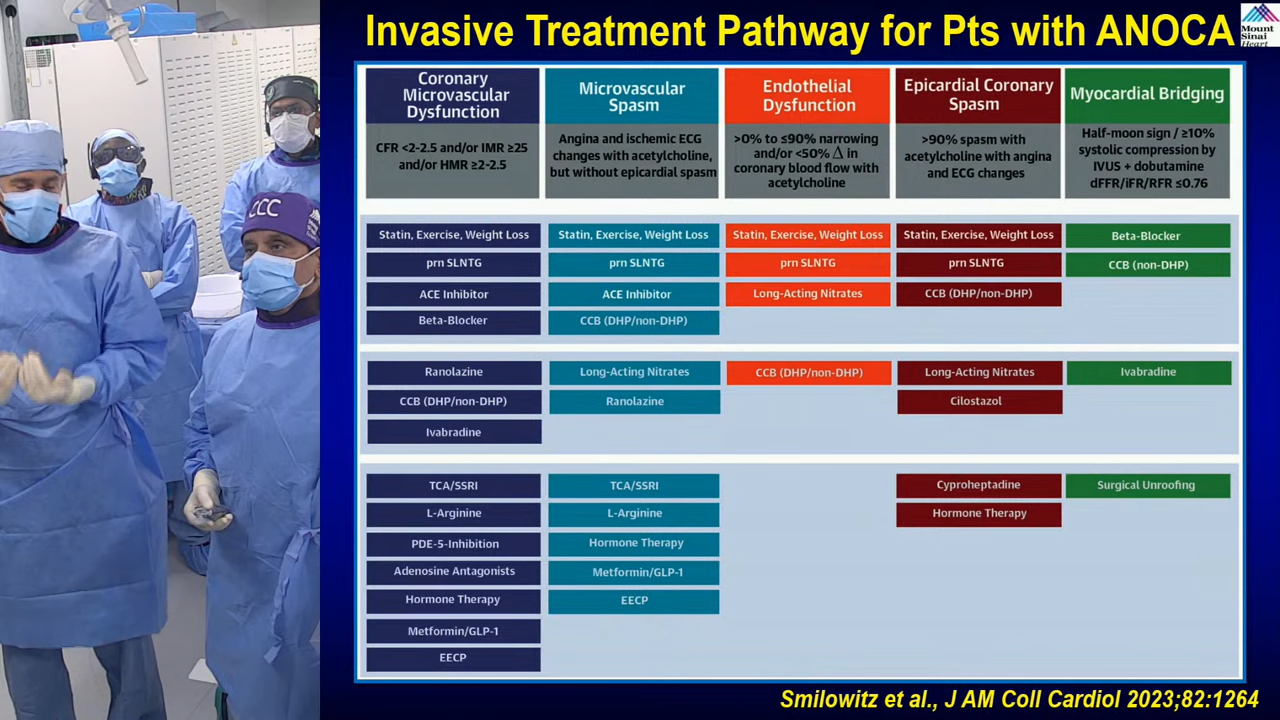 Invasive Treatment Pathway for Pts with ANOCA
Mount
Sinai
Heart
CCC
Coronary
Microvascular
Dysfunction
CFR <2-2.5 and/or IMR ≥25
and/or HMR ≥2-2.5
Microvascular
Spasm
Angina and ischemic ECG
changes with acetylcholine,
but without epicardial spasm
Endothelial
Dysfunction
>0% to ≤90% narrowing
and/or <50% Δ in
coronary blood flow with
acetylcholine
Epicardial Coronary
Spasm
>90% spasm with
acetylcholine with angina
and ECG changes
Myocardial Bridging
Half-moon sign / ≥10%
systolic compression by
IVUS + dobutamine
dFFR/iFR/RFR ≤0.76
Statin, Exercise, Weight Loss
prn SLNTG
ACE Inhibitor
Beta-Blocker
Statin, Exercise, Weight Loss
prn SLNTG
ACE Inhibitor
CCB (DHP/non-DHP)
Statin, Exercise, Weight Loss
prn SLNTG
Long-Acting Nitrates
Statin, Exercise, Weight Loss
prn SLNTG
CCB (DHP/non-DHP)
Beta-Blocker
CCB (non-DHP)
Ranolazine
CCB (DHP/non-DHP)
Ivabradine
Long-Acting Nitrates
Ranolazine
CCB (DHP/non-DHP)
Long-Acting Nitrates
Cilostazol
Ivabradine
TCA/SSRI
L-Arginine
PDE-5-Inhibition
Adenosine Antagonists
Hormone Therapy
Metformin/GLP-1
EECP
TCA/SSRI
L-Arginine
Hormone Therapy
Metformin/GLP-1
EECP
Cyproheptadine
Hormone Therapy
Surgical Unroofing
Smilowitz et al., J AM Coll Cardiol 2023;82:1264